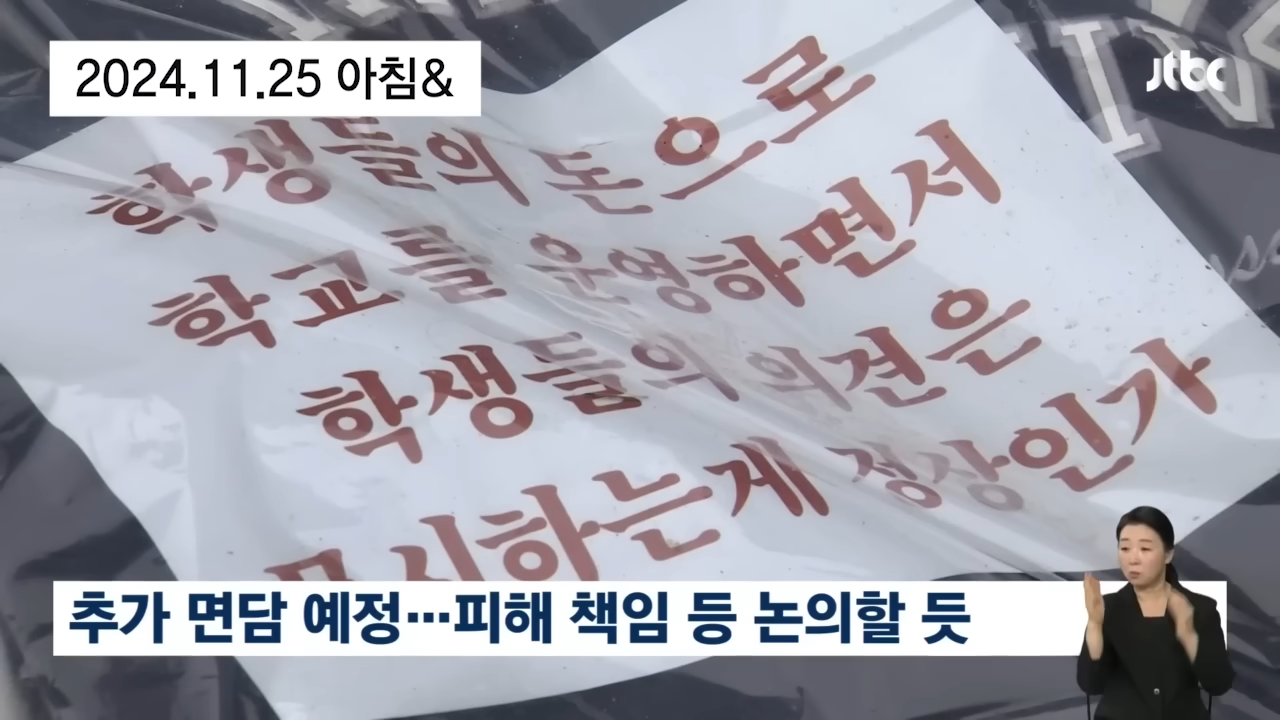 2024.11.25 아침&
jtbc
학생들의 돈으로
학교를 운영하면서
학생들의 의견은
무시하는게 정상인가
추가 면담 예정…피해 책임 등 논의할 듯